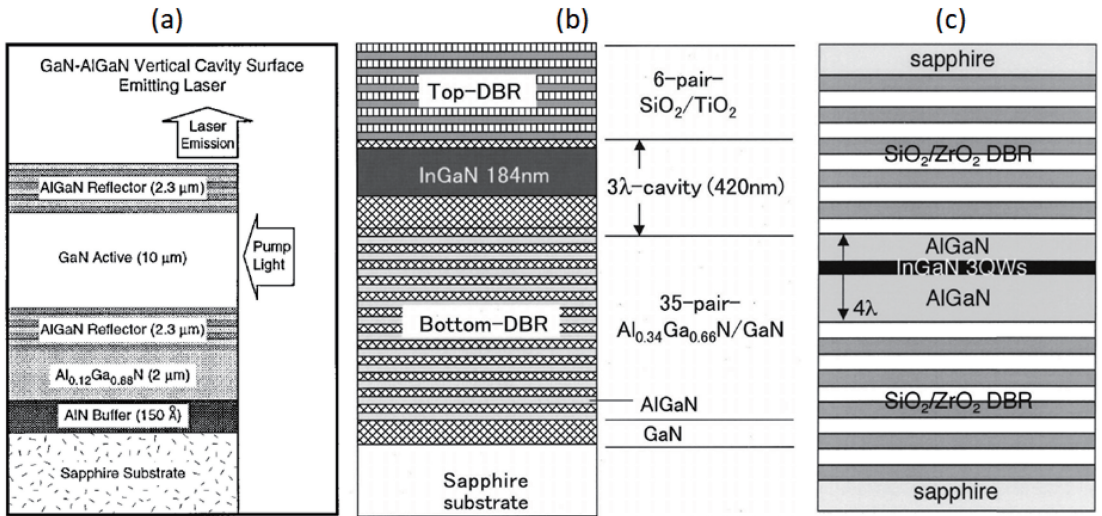 (a)
GaN-AlGaN Vertical Cavity Surface
Emitting Laser
Laser
Emission
AlGaN Reflector (2.3 μm)
GaN Active (10 μm)
Pump
Light
AlGaN Reflector (2.3 μm)
Al0.12Ga0.88N (2 μm)
AlN Buffer (150 Å)
Sapphire Substrate
(b)
Top-DBR
6-pair-
SiO2/TiO2
InGaN 184nm
3λ-cavity (420nm)
Bottom-DBR
35-pair-
Al0.34Ga0.66N/GaN
AlGaN
GaN
Sapphire
substrate
(c)
sapphire
SiO2/ZrO2 DBR
AlGaN
InGaN 3QWs
AlGaN
4λ
SiO2/ZrO2 DBR
sapphire